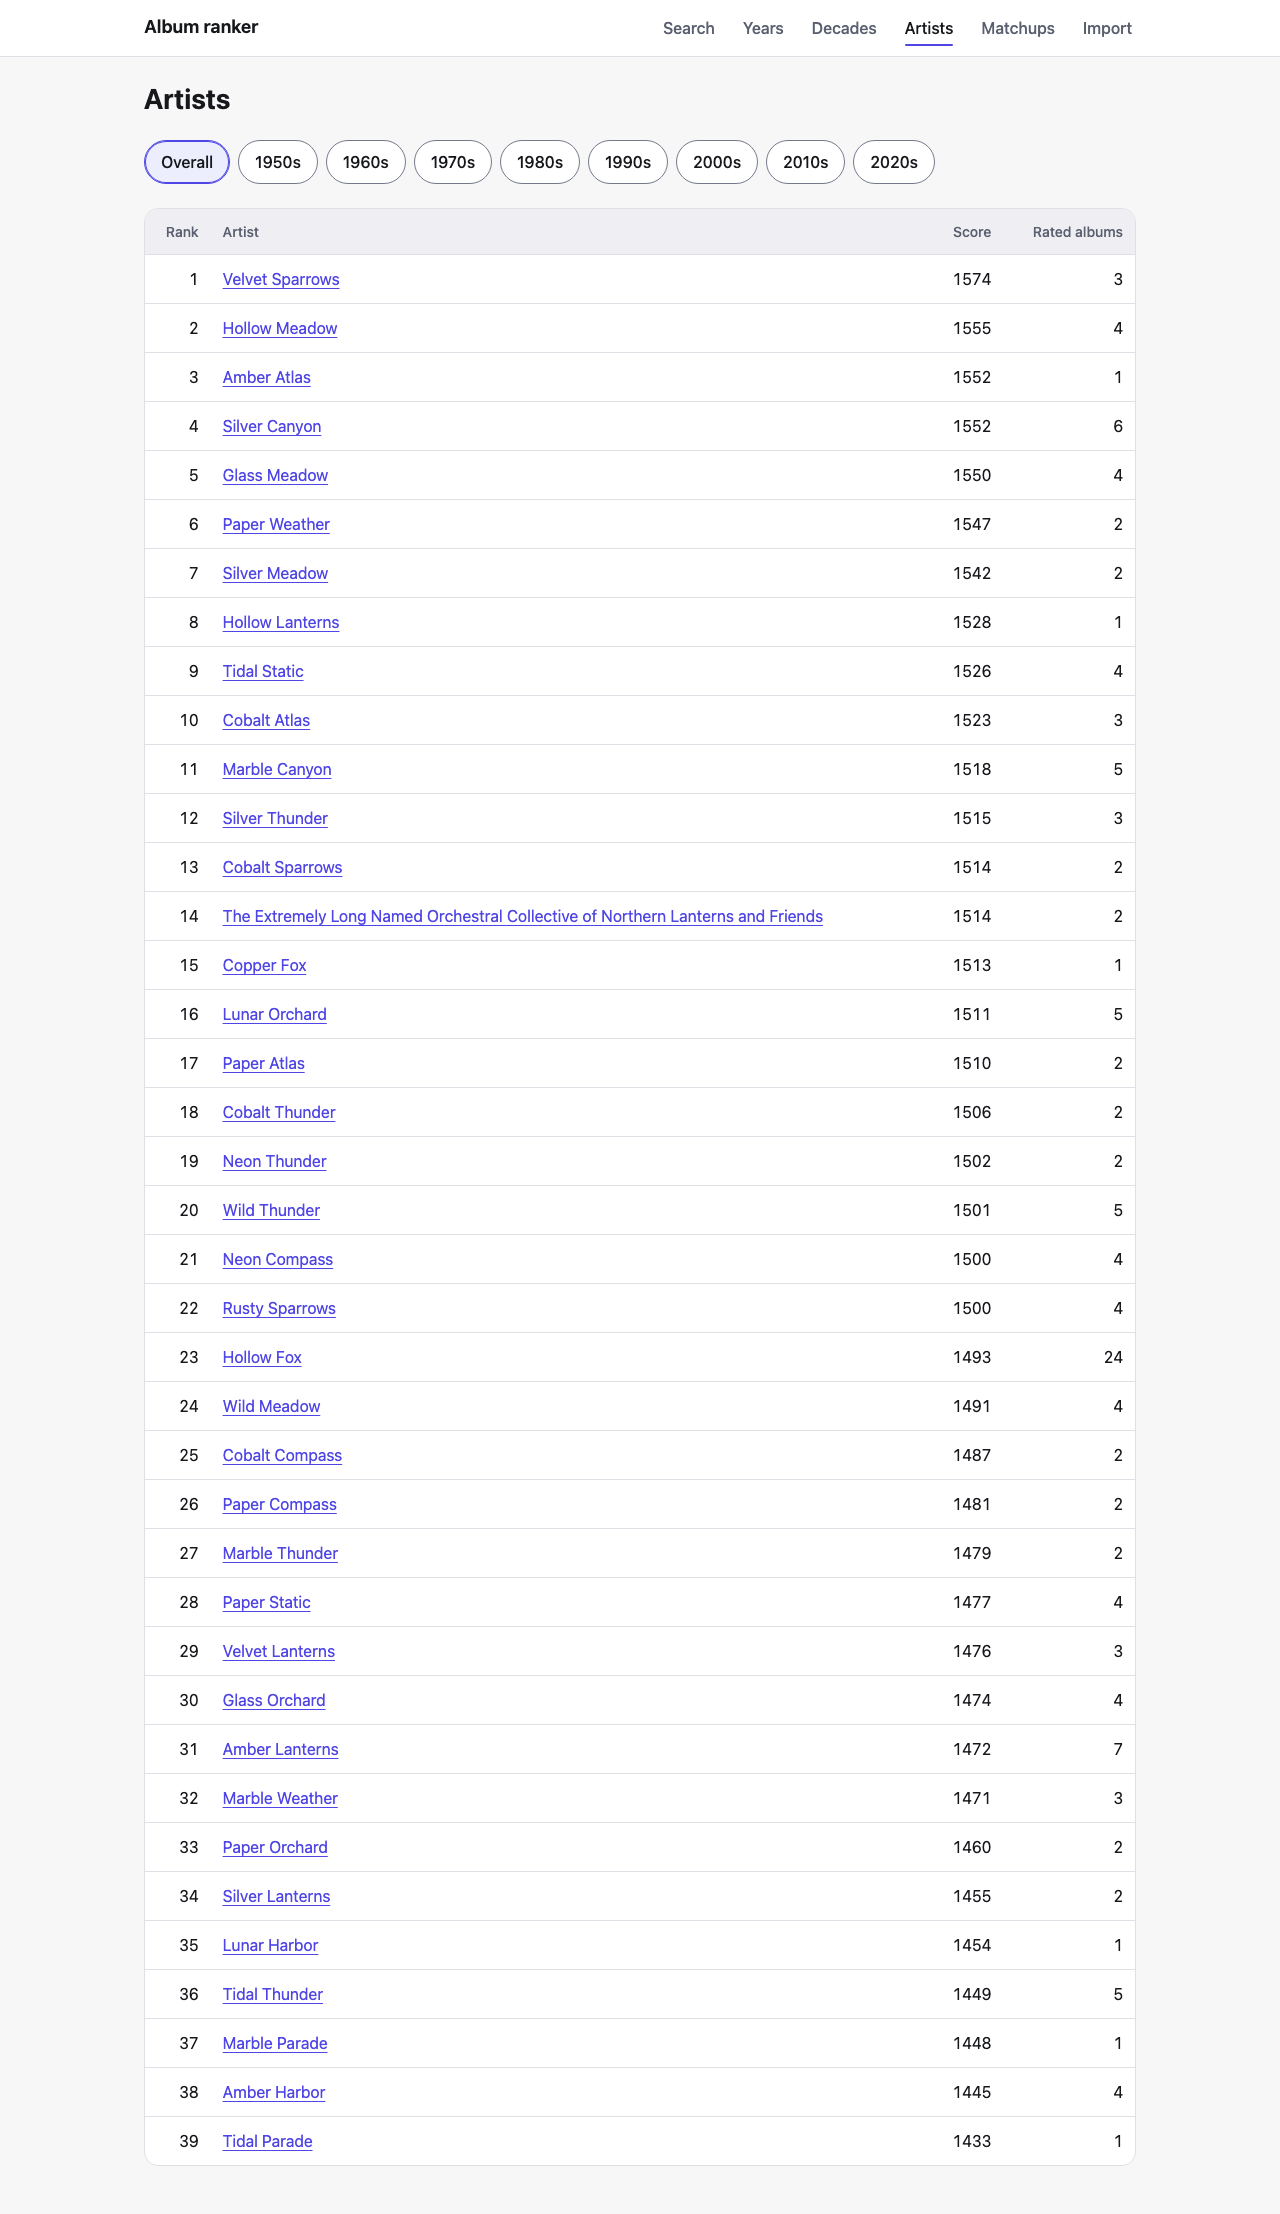 Album ranker
Search Years Decades Artists Matchups Import
Artists
Overall 1950s 1960s 1970s 1980s 1990s 2000s 2010s 2020s
Rank Artist Score Rated albums
1 Velvet Sparrows 1574 3
2 Hollow Meadow 1555 4
3 Amber Atlas 1552 1
4 Silver Canyon 1552 6
5 Glass Meadow 1550 4
6 Paper Weather 1547 2
7 Silver Meadow 1542 2
8 Hollow Lanterns 1528 1
9 Tidal Static 1526 4
10 Cobalt Atlas 1523 3
11 Marble Canyon 1518 5
12 Silver Thunder 1515 3
13 Cobalt Sparrows 1514 2
14 The Extremely Long Named Orchestral Collective of Northern Lanterns and Friends 1514 2
15 Copper Fox 1513 1
16 Lunar Orchard 1511 5
17 Paper Atlas 1510 2
18 Cobalt Thunder 1506 2
19 Neon Thunder 1502 2
20 Wild Thunder 1501 5
21 Neon Compass 1500 4
22 Rusty Sparrows 1500 4
23 Hollow Fox 1493 24
24 Wild Meadow 1491 4
25 Cobalt Compass 1487 2
26 Paper Compass 1481 2
27 Marble Thunder 1479 2
28 Paper Static 1477 4
29 Velvet Lanterns 1476 3
30 Glass Orchard 1474 4
31 Amber Lanterns 1472 7
32 Marble Weather 1471 3
33 Paper Orchard 1460 2
34 Silver Lanterns 1455 2
35 Lunar Harbor 1454 1
36 Tidal Thunder 1449 5
37 Marble Parade 1448 1
38 Amber Harbor 1445 4
39 Tidal Parade 1433 1